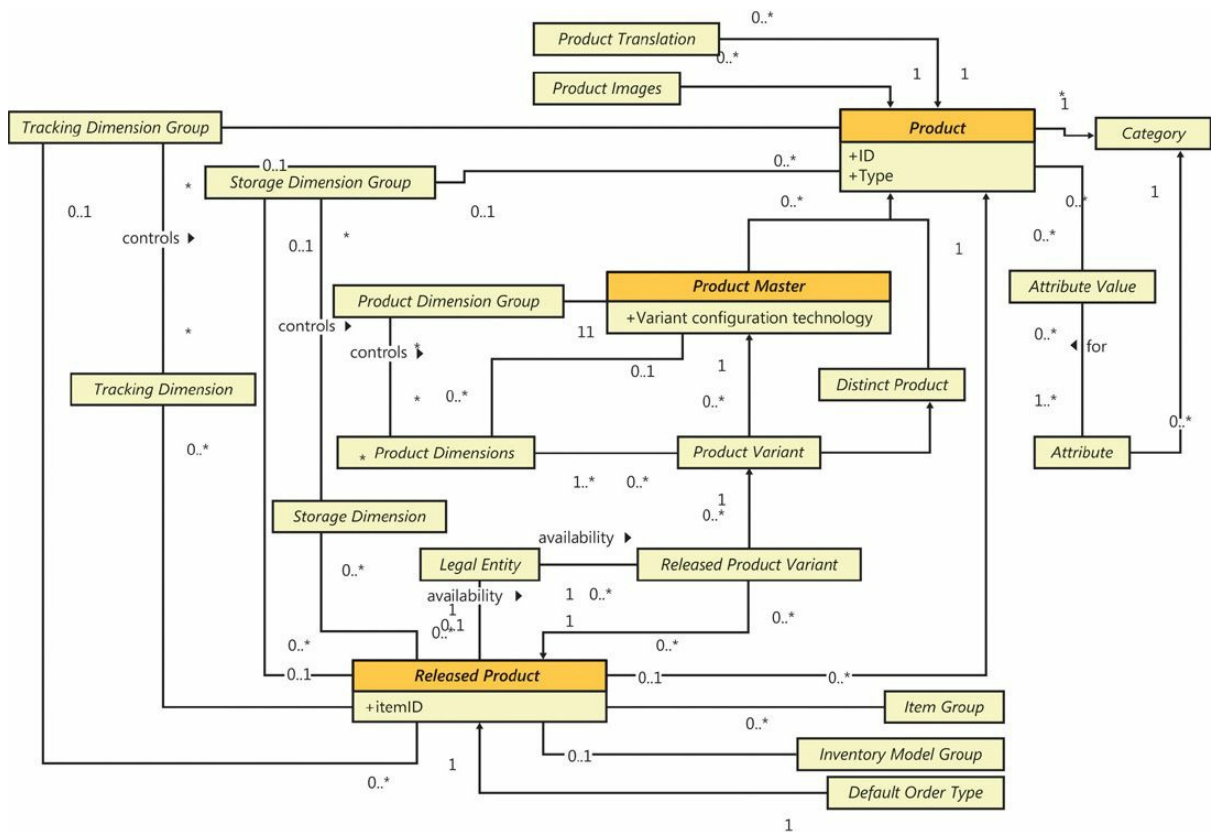 0..*
Product Translation
0..*
1
1
Product Images
*
1
Tracking Dimension Group
Product
Category
+ID
+Type
0..1
0..*
*
Storage Dimension Group
1
0..1
0..1
0..*
0..*
0..1
*
controls ▶
0..*
1
Product Master
Product Dimension Group
+Variant configuration technology
Attribute Value
controls ▶
11
*
*
0..*
◀ for
controls ▶
0..1
1
Tracking Dimension
Distinct Product
0..*
*
0..*
1..*
0..*
0..*
Product Dimensions
*
Product Variant
Attribute
1..*
0..*
1
Storage Dimension
0..*
availability ▶
Legal Entity
Released Product Variant
0..*
availability ▶
1
0..*
1
0..1
0..*
1
0..*
0..*
0..*
Released Product
0..1
0..1
0..*
+itemID
Item Group
0..*
Inventory Model Group
0..1
1
0..*
Default Order Type
1